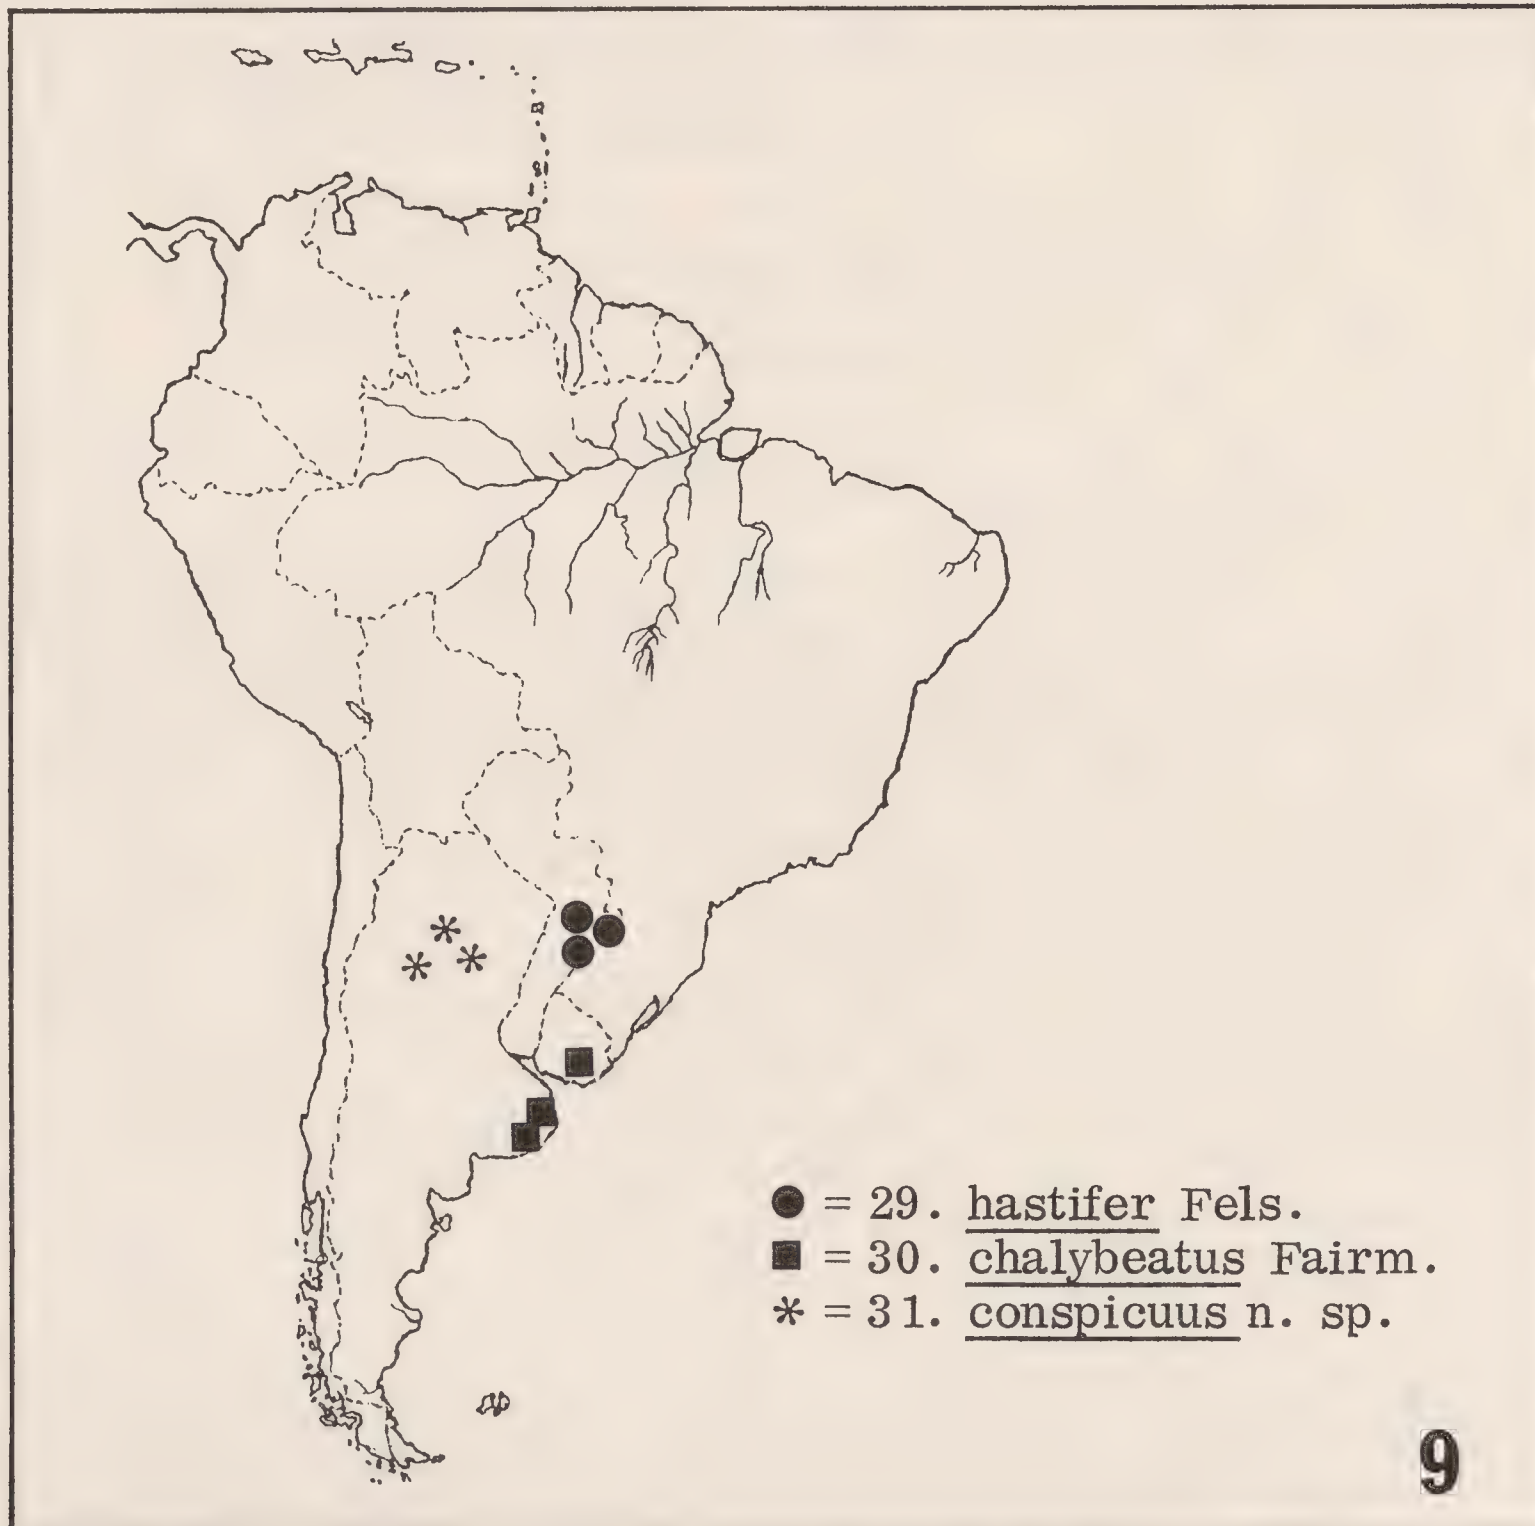 ● = 29. hastifer Fels.
■ = 30. chalybeatus Fairm.
* = 31. conspicuus n. sp.
9